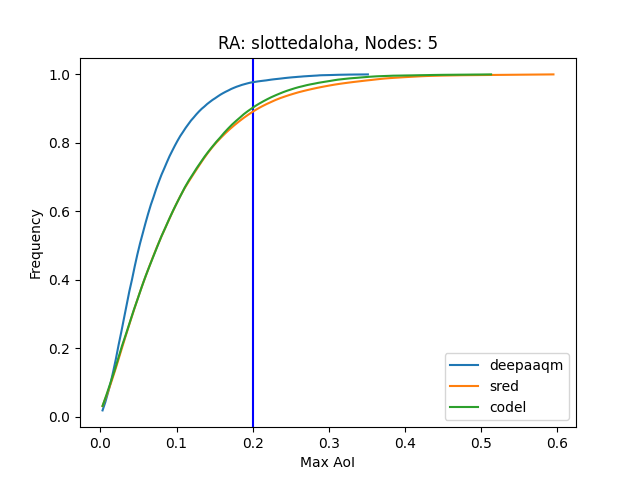 RA: slottedaloha, Nodes: 5
1.0
0.8
0.6
0.4
0.2
0.0
Frequency
0.0 0.1 0.2 0.3 0.4 0.5 0.6
Max AoI
deepaaqm
sred
codel